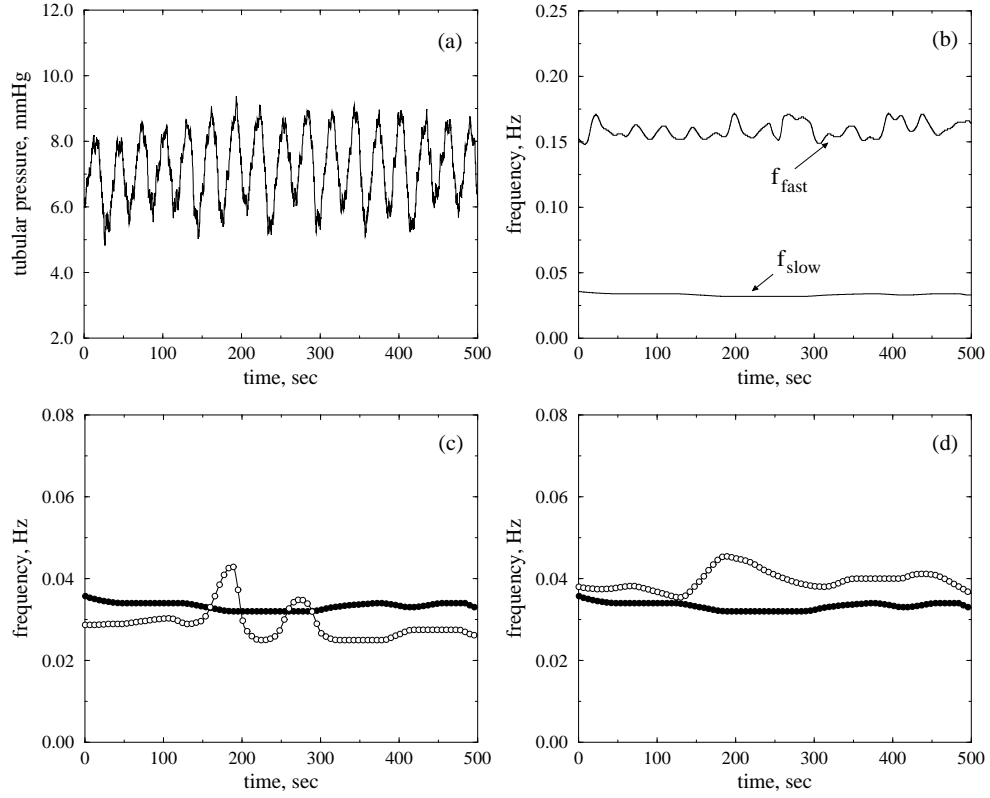 12.0
10.0
8.0
6.0
4.0
2.0
tubular pressure, mmHg
(a)
0 100 200 300 400 500
time, sec
0.25
0.20
0.15
0.10
0.05
0.00
frequency, Hz
(b)
f fast
f slow
0 100 200 300 400 500
time, sec
0.08
0.06
0.04
0.02
0.00
frequency, Hz
(c)
0 100 200 300 400 500
time, sec
0.08
0.06
0.04
0.02
0.00
frequency, Hz
(d)
0 100 200 300 400 500
time, sec